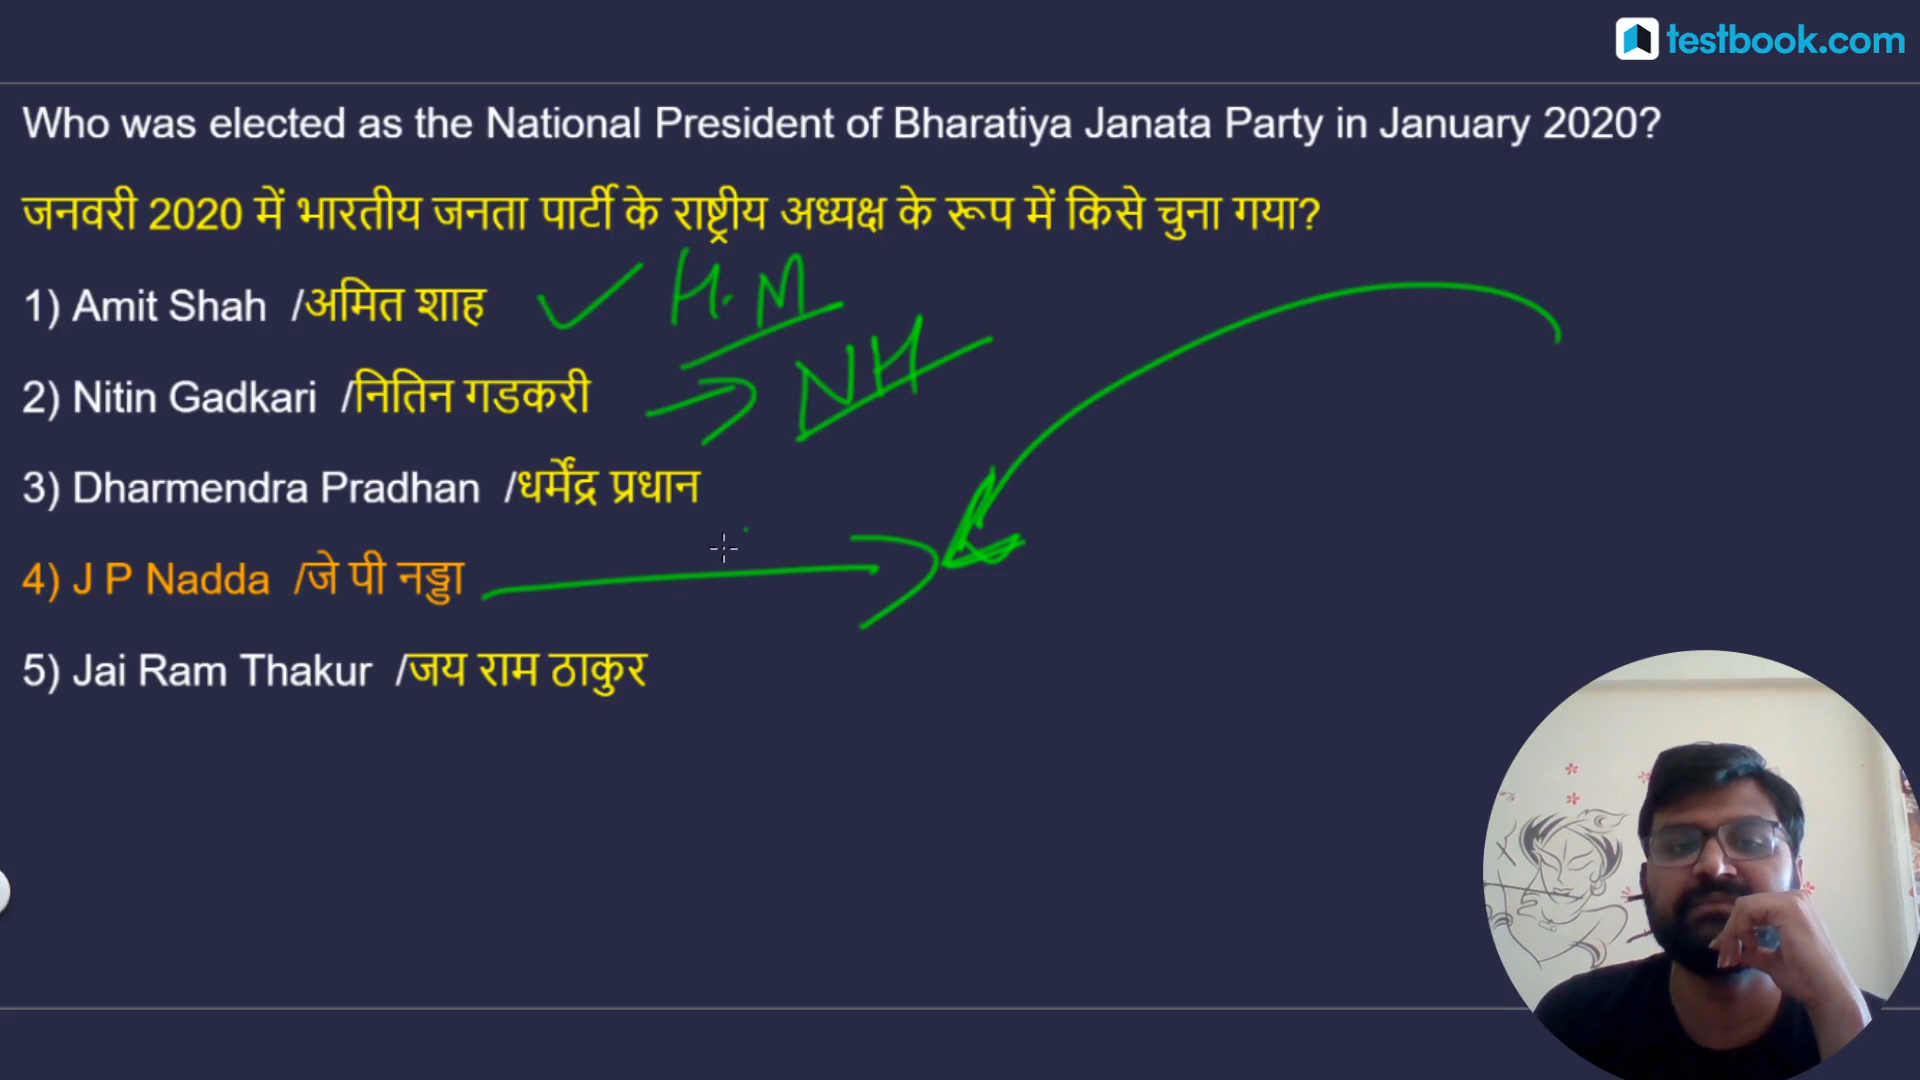 testbook.com
Who was elected as the National President of Bharatiya Janata Party in January 2020?
जनवरी 2020 में भारतीय जनता पार्टी के राष्ट्रीय अध्यक्ष के रूप में किसे चुना गया?
1) Amit Shah /अमित शाह H.M
2) Nitin Gadkari /नितिन गडकरी NH
3) Dharmendra Pradhan /धर्मेंद्र प्रधान
4) J P Nadda /जे पी नड्डा
5) Jai Ram Thakur /जय राम ठाकुर